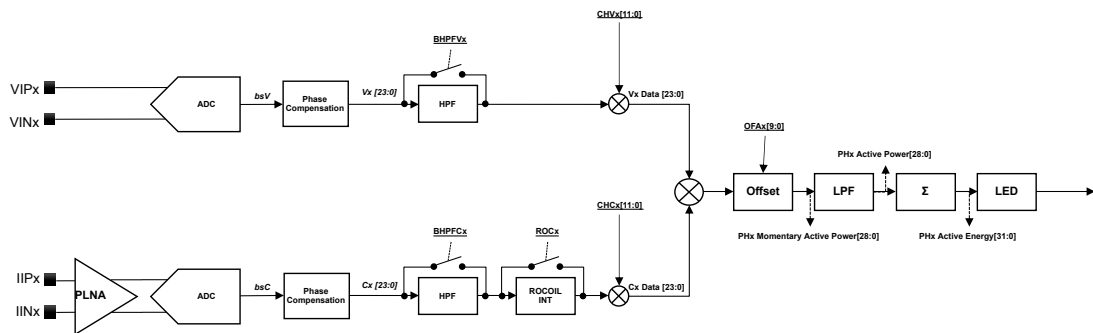 CHVx[11:0]
BHPFVx
VIPx
VINx
ADC
bsV
Phase
Compensation
Vx [23:0]
HPF
Vx Data [23:0]
OFAx[9:0]
PHx Active Power[28:0]
Offset
LPF
Σ
LED
PHx Momentary Active Power[28:0]
PHx Active Energy[31:0]
CHCx[11:0]
BHPFCx
ROCx
IIPx
IINx
PLNA
ADC
bsC
Phase
Compensation
Cx [23:0]
HPF
ROCOIL
INT
Cx Data [23:0]